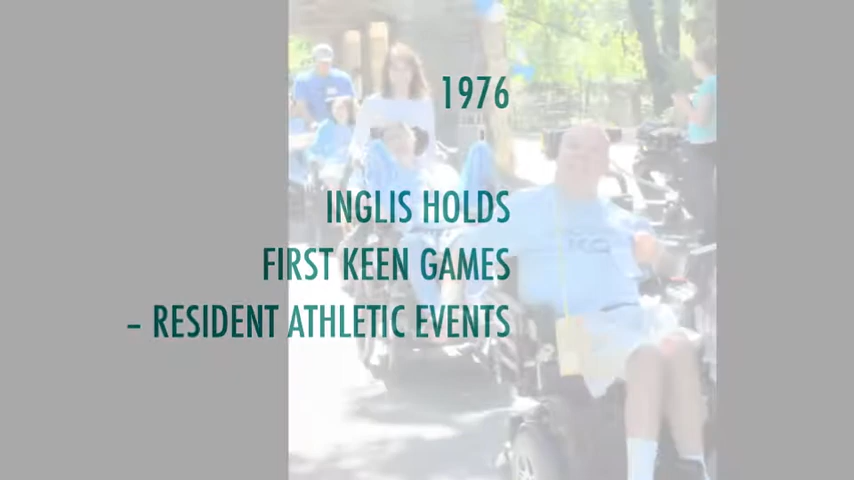 1976
INGLIS HOLDS
FIRST KEEN GAMES
– RESIDENT ATHLETIC EVENTS